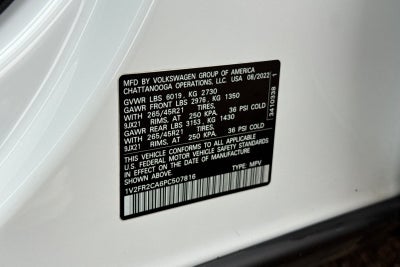 MFD BY VOLKSWAGEN GROUP OF AMERICA
CHATTANOOGA OPERATIONS, LLC. USA 08/2022
GVWR LBS 6019, KG 2730
GAWR FRONT LBS 2976, KG 1350
WITH 265/45R21 TIRES,
9JX21 RIMS, AT 250 KPA, 36 PSI COLD
GAWR REAR LBS 3153, KG 1430
WITH 265/45R21 TIRES,
9JX21 RIMS, AT 250 KPA, 36 PSI COLD
THIS VEHICLE CONFORMS TO ALL APPLICABLE
U.S. FEDERAL MOTOR VEHICLE SAFETY STANDARDS
IN EFFECT ON THE DATE OF MANUFACTURE
SHOWN ABOVE. TYPE: MPV
1V2FR2CA6PC507816
3410338 1